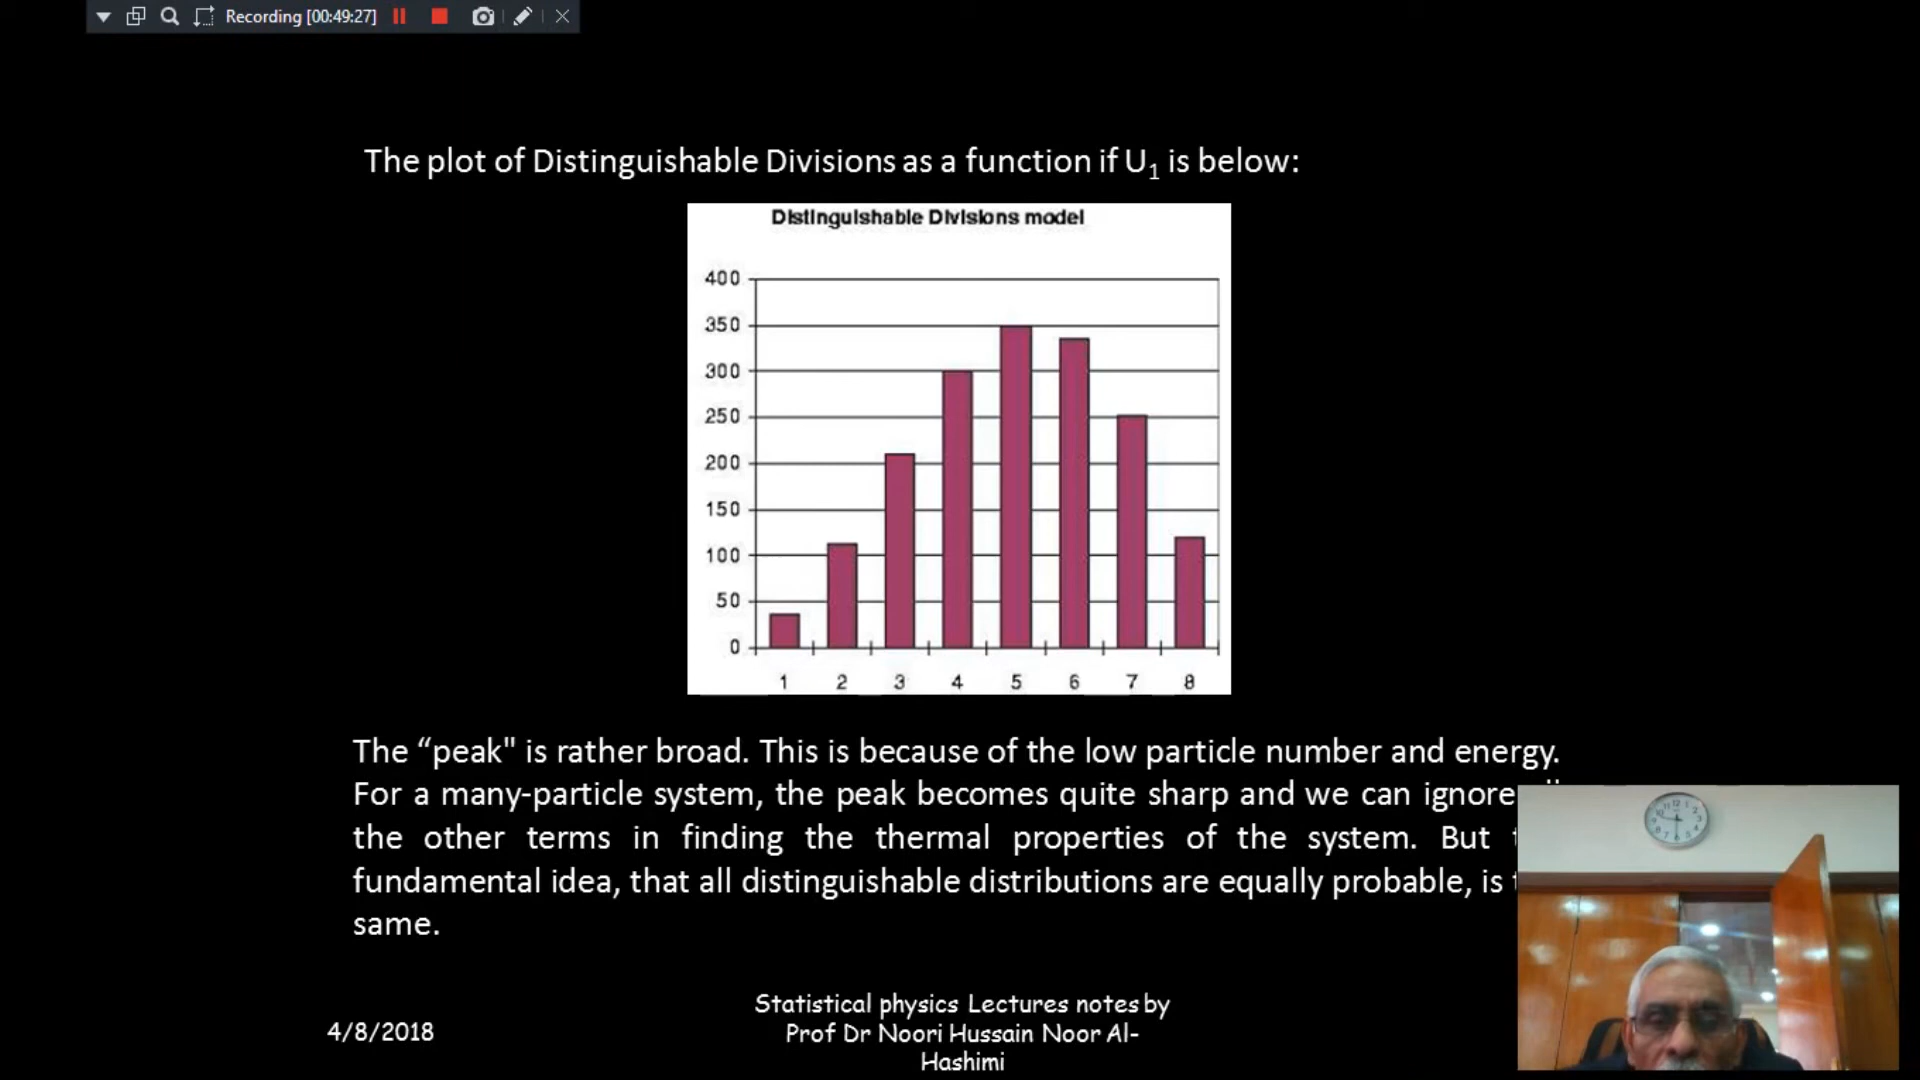 Recording [00:49:27]
The plot of Distinguishable Divisions as a function if U₁ is below:
Distinguishable Divisions model
400
350
300
250
200
150
100
50
0
1 2 3 4 5 6 7 8
The “peak" is rather broad. This is because of the low particle number and energy.
For a many-particle system, the peak becomes quite sharp and we can ignore
the other terms in finding the thermal properties of the system. But
fundamental idea, that all distinguishable distributions are equally probable, is
same.
4/8/2018
Statistical physics Lectures notes by
Prof Dr Noori Hussain Noor Al-
Hashimi